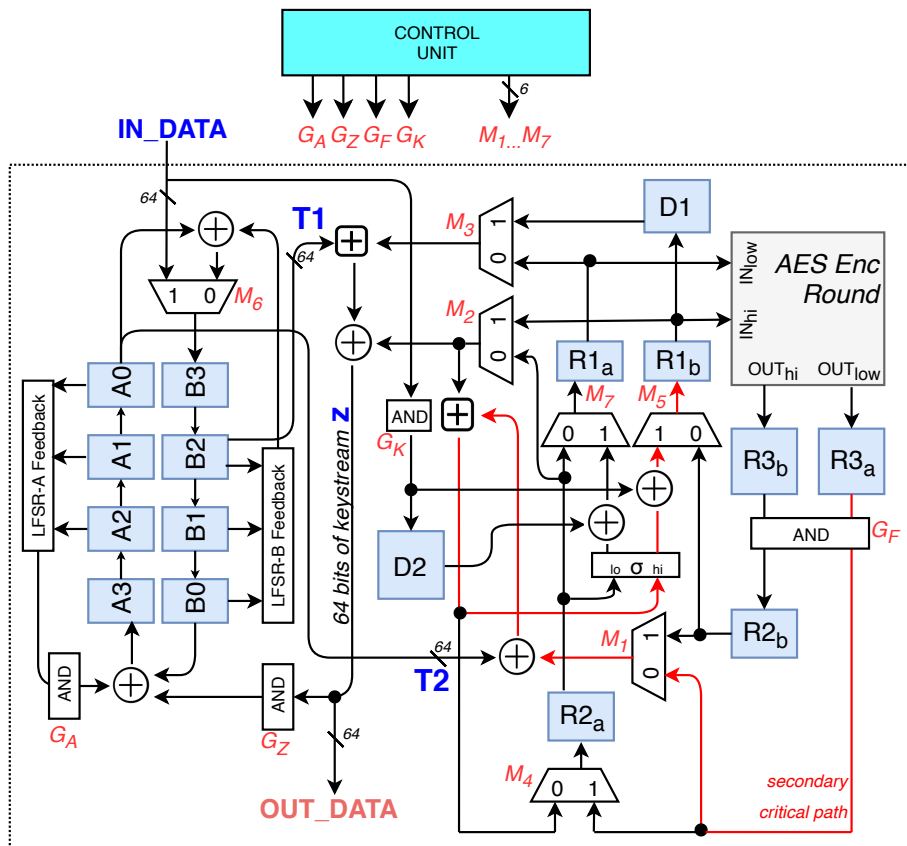 CONTROL
UNIT
6
G_A G_Z G_F G_K M_1...M_7
IN_DATA
64
T1
64
M_3
1
0
D1
IN_low
AES Enc
Round
IN_hi
OUT_hi
OUT_low
1 0
M_6
M_2
1
0
R1_a
R1_b
M_7
M_5
0 1
1 0
LFSR-A Feedback
A0
A1
A2
A3
B3
B2
B1
B0
LFSR-B Feedback
64 bits of keystream z
AND
G_K
D2
lo σ hi
R3_b
R3_a
AND
G_F
R2_b
64
T2
M_1
1
0
AND
G_A
AND
G_Z
64
OUT_DATA
R2_a
M_4
0 1
secondary
critical path